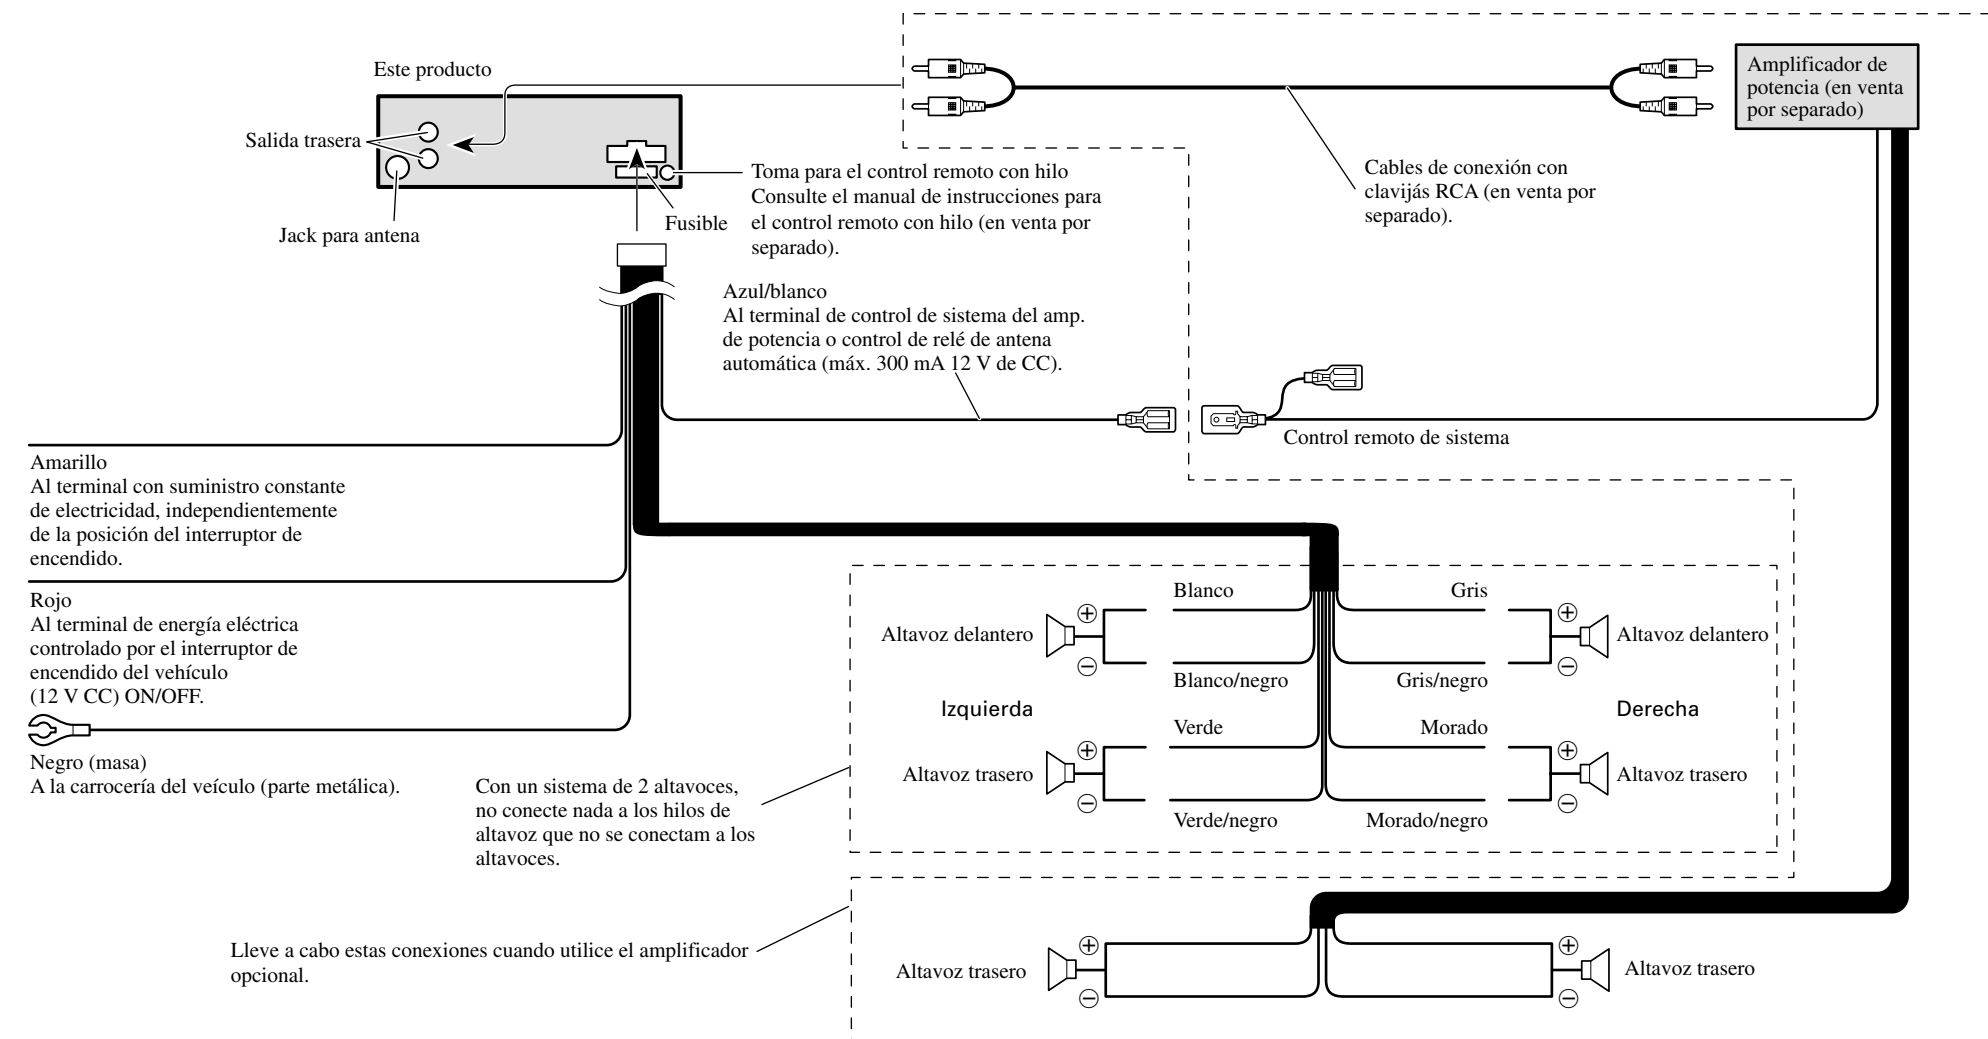 Este producto
Salida trasera
Jack para antena
Fusible
Toma para el control remoto con hilo
Consulte el manual de instrucciones para
el control remoto con hilo (en venta por
separado).
Amplificador de
potencia (en venta
por separado)
Cables de conexión con
clavijás RCA (en venta por
separado).
Azul/blanco
Al terminal de control de sistema del amp.
de potencia o control de relé de antena
automática (máx. 300 mA 12 V de CC).
Control remoto de sistema
Amarillo
Al terminal con suministro constante
de electricidad, independientemente
de la posición del interruptor de
encendido.
Rojo
Al terminal de energía eléctrica
controlado por el interruptor de
encendido del vehículo
(12 V CC) ON/OFF.
Negro (masa)
A la carrocería del veículo (parte metálica).
Con un sistema de 2 altavoces,
no conecte nada a los hilos de
altavoz que no se conectam a los
altavoces.
Blanco
Gris
Altavoz delantero
+
+
Altavoz delantero
−
−
Blanco/negro
Gris/negro
Izquierda
Derecha
Verde
Morado
Altavoz trasero
+
+
Altavoz trasero
−
−
Verde/negro
Morado/negro
Lleve a cabo estas conexiones cuando utilice el amplificador
opcional.
Altavoz trasero
+
+
Altavoz trasero
−
−